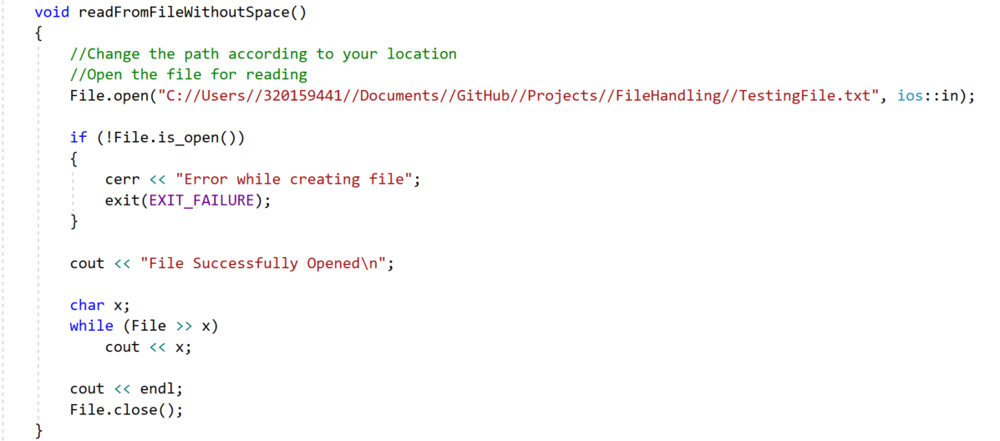 void readFromFileWithoutSpace()
{
    //Change the path according to your location
    //Open the file for reading
    File.open("C://Users//320159441//Documents//GitHub//Projects//FileHandling//TestingFile.txt", ios::in);

    if (!File.is_open())
    {
        cerr << "Error while creating file";
        exit(EXIT_FAILURE);
    }

    cout << "File Successfully Opened\n";

    char x;
    while (File >> x)
        cout << x;

    cout << endl;
    File.close();
}